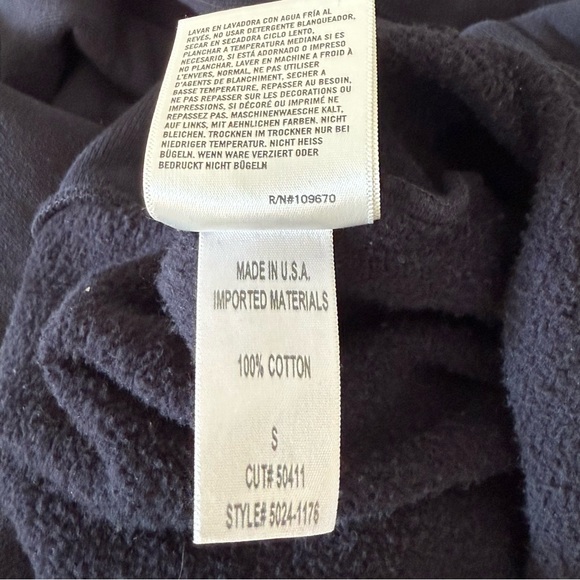 LAVAR EN LAVADORA CON AGUA FRÍA AL
REVÉS, NO USAR DETERGENTE BLANQUEADOR,
SECAR EN SECADORA CICLO LENTO.
PLANCHAR A TEMPERATURA MEDIANA SI ES
NECESARIO, SI ESTÁ ADORNADO O IMPRESO
NO PLANCHAR. LAVER EN MACHINE A FROID À
L'ENVERS, NORMAL, NE PAS UTILISER
D'AGENTS DE BLANCHIMENT, SECHER A
BASSE TEMPERATURE, REPASSER AU BESOIN.
NE PAS REPASSER SUR LES DECORATIONS OU
IMPRESSIONS, SI DÉCORÉ OU IMPRIMÉ NE
REPASSEZ PAS. MASCHINENWAESCHE KALT,
AUF LINKS, MIT AEHNLICHEN FARBEN. NICHT
BLEICHEN. TROCKNEN IM TROCKNER NUR BEI
NIEDRIGER TEMPERATUR. NICHT HEISS
BÜGELN. WENN WARE VERZIERT ODER
BEDRUCKT NICHT BÜGELN
R/N#109670
MADE IN U.S.A.
IMPORTED MATERIALS
100% COTTON
S
CUT# 50411
STYLE# 5024-1176